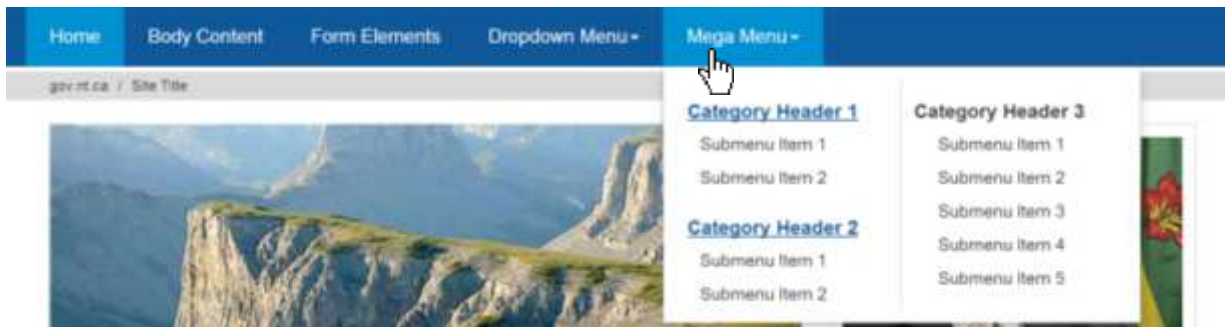 Home Body Content Form Elements Dropdown Menu Mega Menu
gov.nt.ca / Site Title
Category Header 1
Submenu Item 1
Submenu Item 2
Category Header 2
Submenu Item 1
Submenu Item 2
Category Header 3
Submenu Item 1
Submenu Item 2
Submenu Item 3
Submenu Item 4
Submenu Item 5